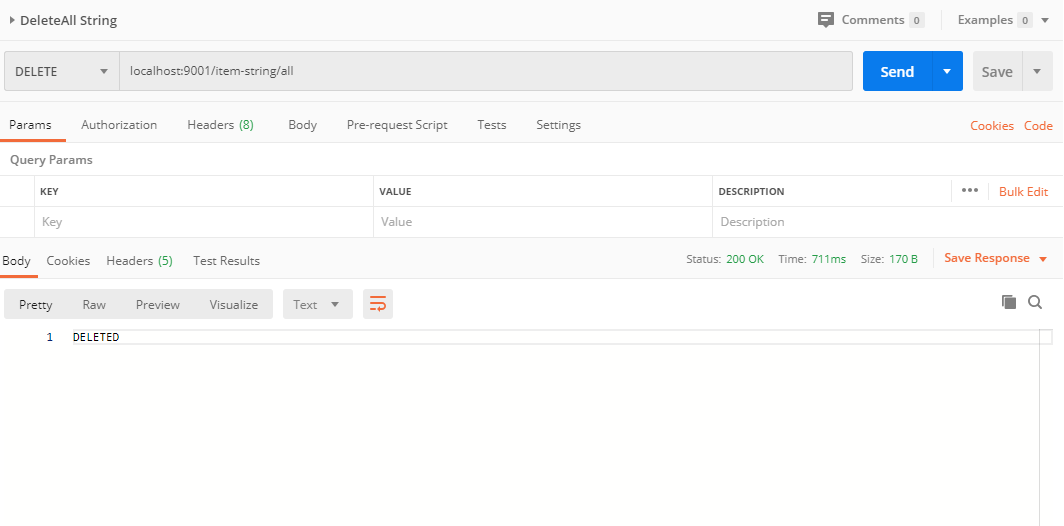 DeleteAll String Comments 0 Examples 0
DELETE localhost:9001/item-string/all Send Save
Params Authorization Headers (8) Body Pre-request Script Tests Settings Cookies Code
Query Params
KEY VALUE DESCRIPTION ••• Bulk Edit
Key Value Description
Body Cookies Headers (5) Test Results Status: 200 OK Time: 711ms Size: 170 B Save Response
Pretty Raw Preview Visualize Text
1 DELETED